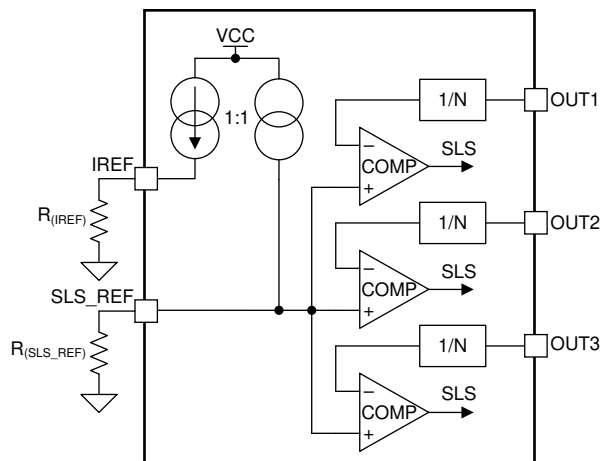 VCC
1:1
IREF
R(IREF)
SLS_REF
R(SLS_REF)
1/N
OUT1
−
COMP
+
SLS
1/N
OUT2
−
COMP
+
SLS
1/N
OUT3
−
COMP
+
SLS